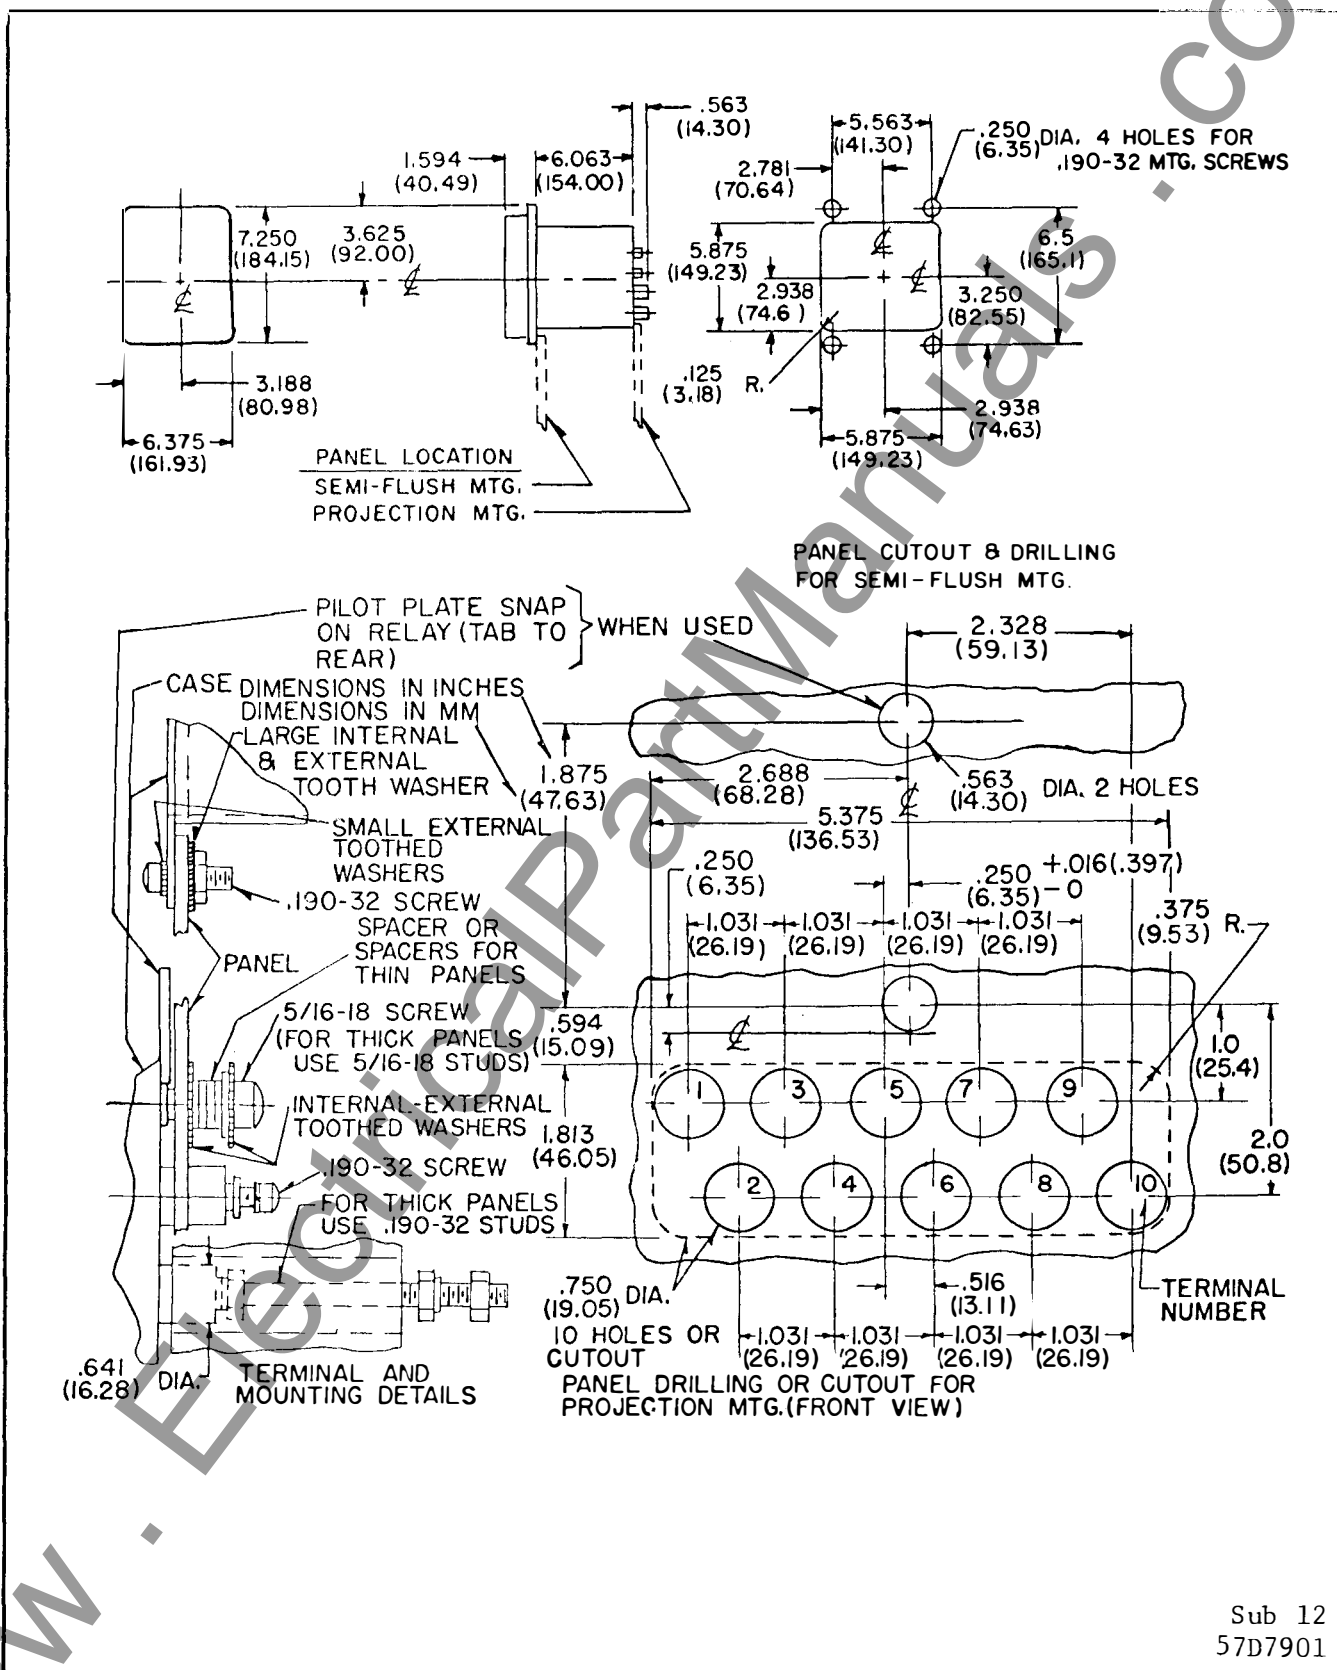 .563
(14.30)
5.563
(141.30)
.250
(6.35)
DIA. 4 HOLES FOR
.190-32 MTG. SCREWS
1.594
(40.49)
6.063
(154.00)
2.781
(70.64)
7.250
(184.15)
3.625
(92.00)
℄
℄
5.875
(149.23)
℄
℄
6.5
(165.1)
2.938
(74.6)
3.250
(82.55)
3.188
(80.98)
.125
(3.18)
R.
2.938
(74.63)
6.375
(161.93)
5.875
(149.23)
PANEL LOCATION
SEMI-FLUSH MTG.
PROJECTION MTG.
PANEL CUTOUT & DRILLING
FOR SEMI-FLUSH MTG.
PILOT PLATE SNAP
ON RELAY (TAB TO
REAR)
WHEN USED
2.328
(59.13)
CASE
DIMENSIONS IN INCHES
DIMENSIONS IN MM
LARGE INTERNAL
& EXTERNAL
TOOTH WASHER
1.875
(47.63)
2.688
(68.28)
℄
.563
(14.30)
DIA. 2 HOLES
5.375
(136.53)
SMALL EXTERNAL
TOOTHED
WASHERS
.250
(6.35)
.250
(6.35)
+.016(.397)
-0
.190-32 SCREW
1.031
(26.19)
1.031
(26.19)
1.031
(26.19)
1.031
(26.19)
.375
(9.53)
R.
SPACER OR
SPACERS FOR
THIN PANELS
PANEL
5/16-18 SCREW
(FOR THICK PANELS
USE 5/16-18 STUDS)
.594
(15.09)
℄
1.0
(25.4)
1
3
5
7
9
INTERNAL-EXTERNAL
TOOTHED WASHERS
1.813
(46.05)
2.0
(50.8)
.190-32 SCREW
FOR THICK PANELS
USE .190-32 STUDS
2
4
6
8
10
.750
(19.05)
DIA.
10 HOLES OR
CUTOUT
.516
(13.11)
TERMINAL
NUMBER
1.031
(26.19)
1.031
(26.19)
1.031
(26.19)
1.031
(26.19)
.641
(16.28)
DIA.
TERMINAL AND
MOUNTING DETAILS
PANEL DRILLING OR CUTOUT FOR
PROJECTION MTG.(FRONT VIEW)
Sub 12
57D7901
w . ElectricalPartManuals . co